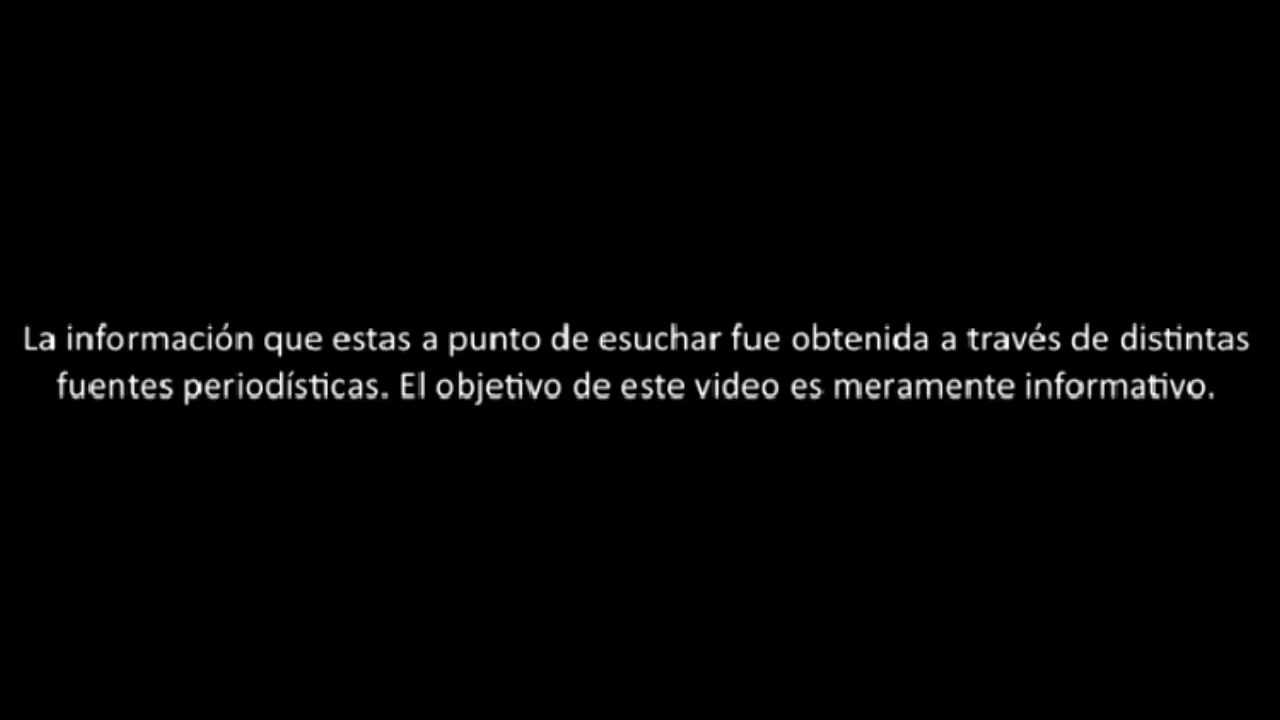 La información que estas a punto de esuchar fue obtenida a través de distintas
fuentes periodísticas. El objetivo de este video es meramente informativo.